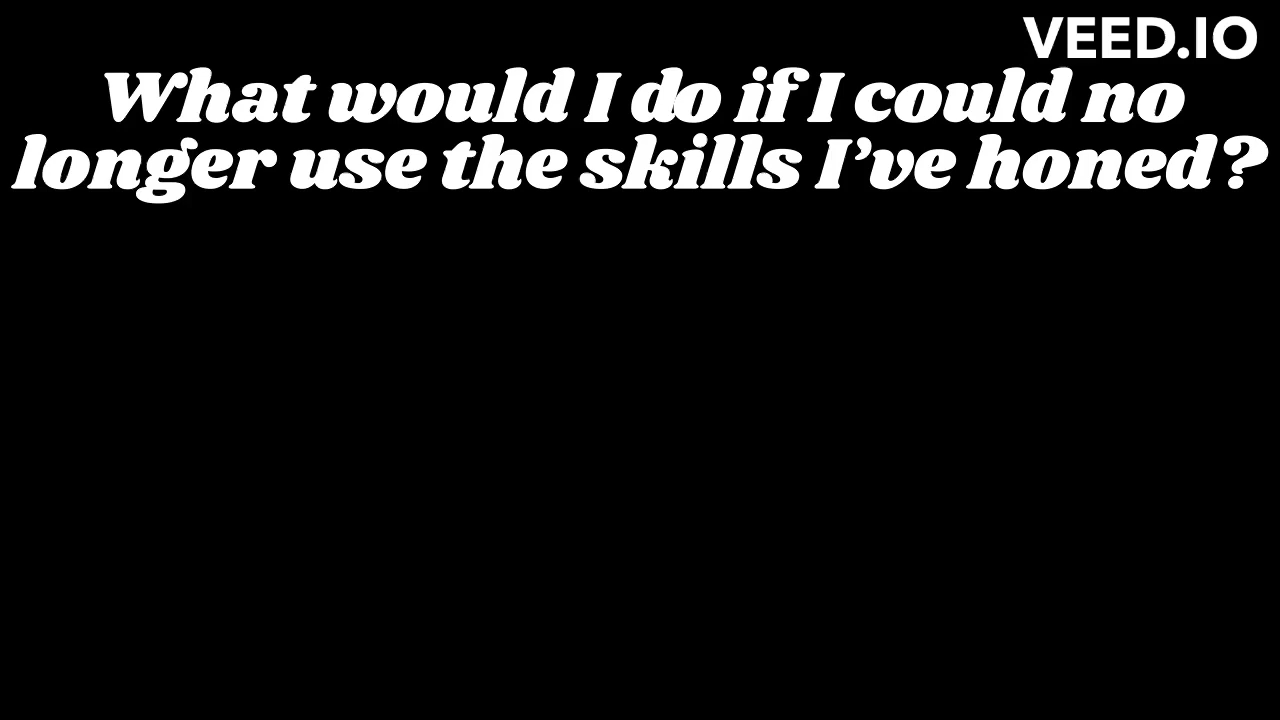 VEED.IO
What would I do if I could no
longer use the skills I’ve honed?